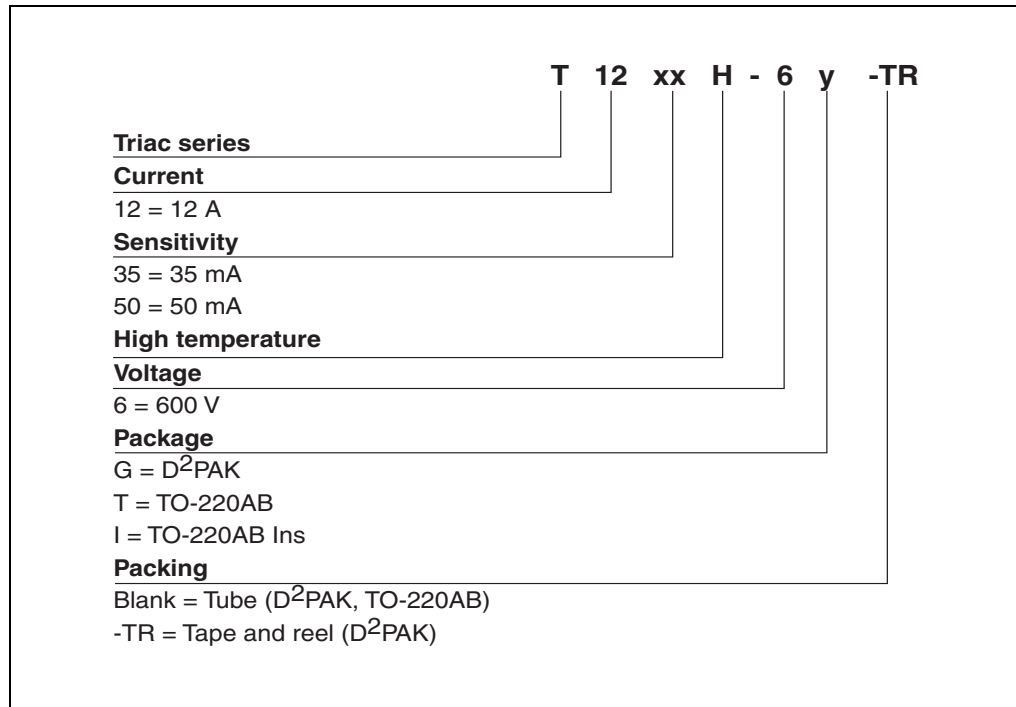 T 12 xx H - 6 y -TR
Triac series
Current
12 = 12 A
Sensitivity
35 = 35 mA
50 = 50 mA
High temperature
Voltage
6 = 600 V
Package
G = D²PAK
T = TO-220AB
I = TO-220AB Ins
Packing
Blank = Tube (D²PAK, TO-220AB)
-TR = Tape and reel (D²PAK)